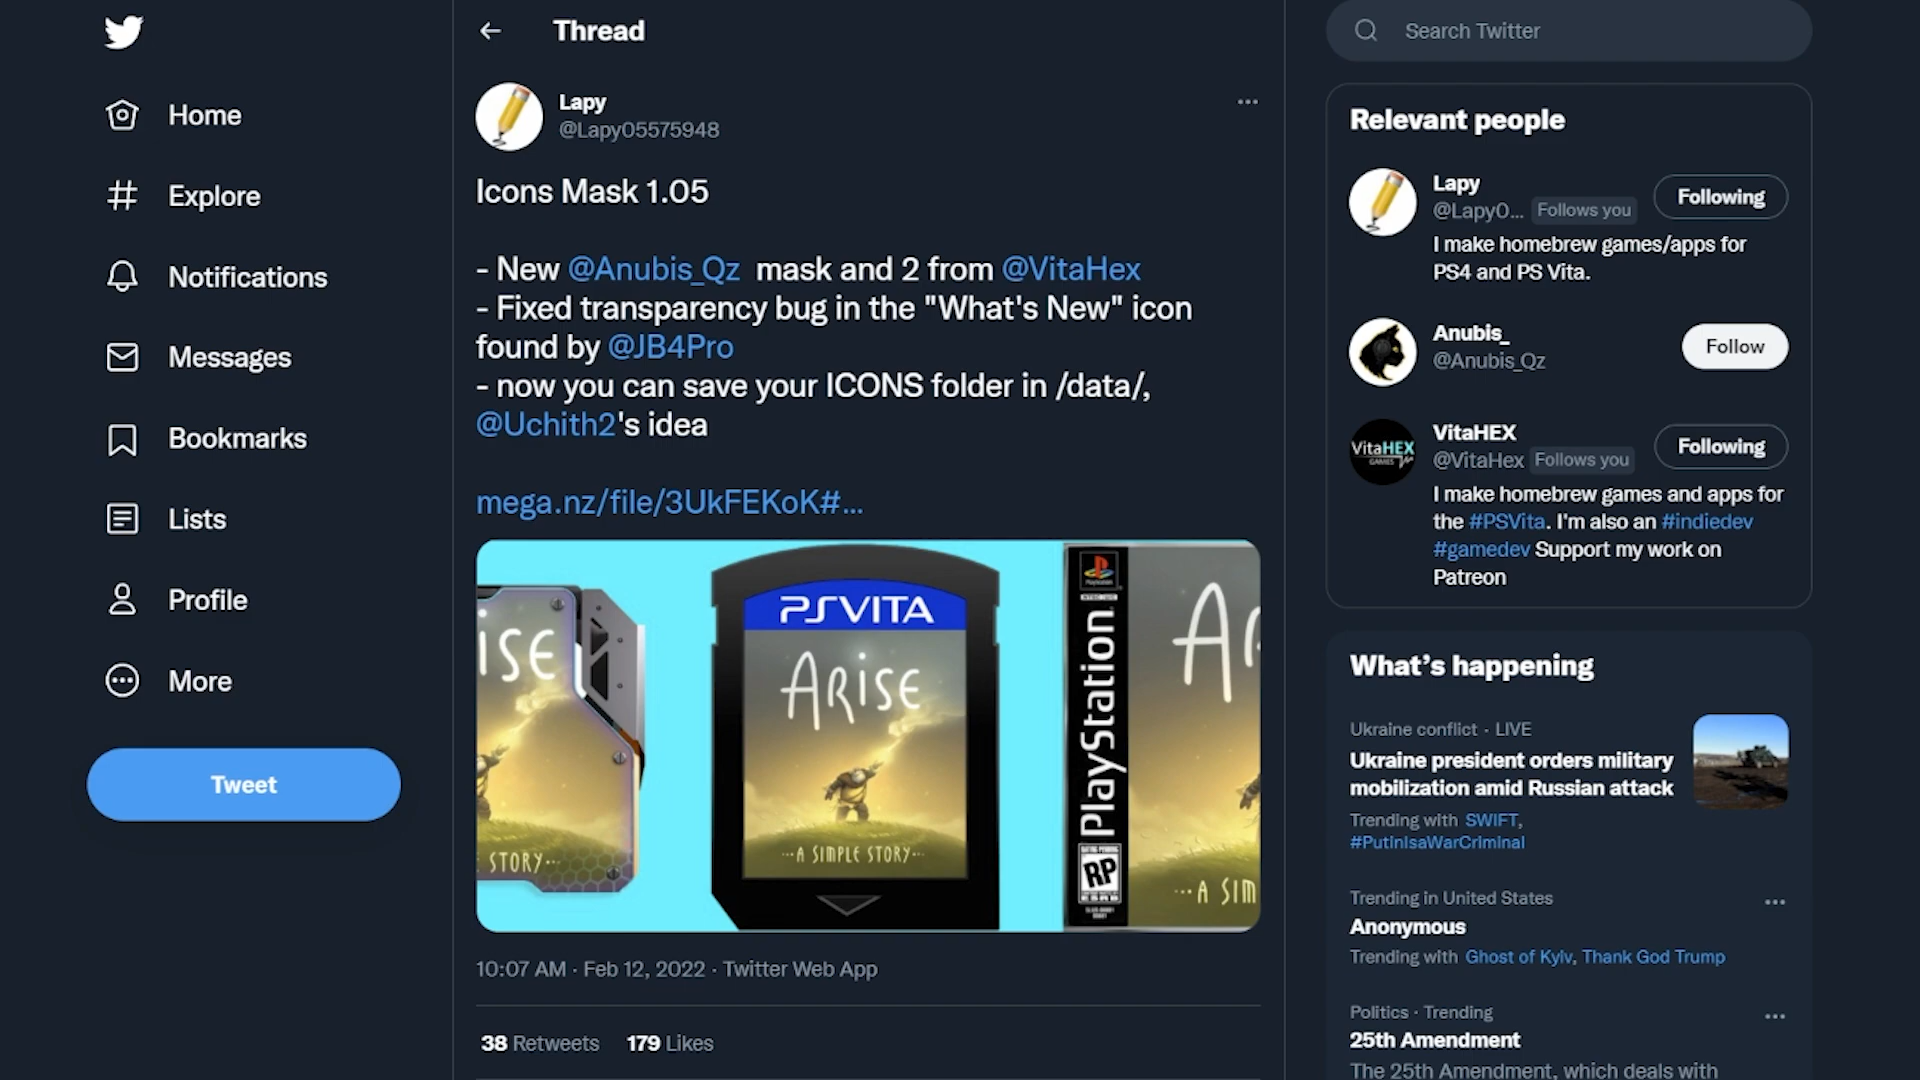 Home
Explore
Notifications
Messages
Bookmarks
Lists
Profile
More
Tweet
Thread
Lapy
@Lapy05575948
Icons Mask 1.05
- New @Anubis_Qz mask and 2 from @VitaHex
- Fixed transparency bug in the "What's New" icon
found by @JB4Pro
- now you can save your ICONS folder in /data/,
@Uchith2's idea
mega.nz/file/3UkFEKoK#...
ISE
STORY...
PSVITA
ARISE
...A SIMPLE STORY...
PlayStation
RP
AR
...A SIM
10:07 AM · Feb 12, 2022 · Twitter Web App
38 Retweets 179 Likes
Search Twitter
Relevant people
Lapy
@Lapy0... Follows you
Following
I make homebrew games/apps for
PS4 and PS Vita.
Anubis_
@Anubis_Qz
Follow
VitaHEX
GAMES
VitaHEX
@VitaHex Follows you
Following
I make homebrew games and apps for
the #PSVita. I'm also an #indiedev
#gamedev Support my work on
Patreon
What's happening
Ukraine conflict · LIVE
Ukraine president orders military
mobilization amid Russian attack
Trending with SWIFT,
#PutinIsaWarCriminal
Trending in United States
Anonymous
Trending with Ghost of Kyiv, Thank God Trump
Politics · Trending
25th Amendment
The 25th Amendment, which deals with